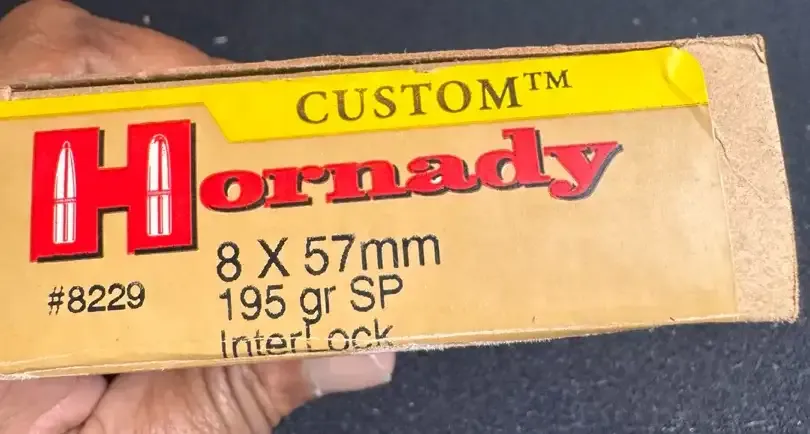 CUSTOM™
Hornady
8 X 57mm
#8229
195 gr SP
InterLock